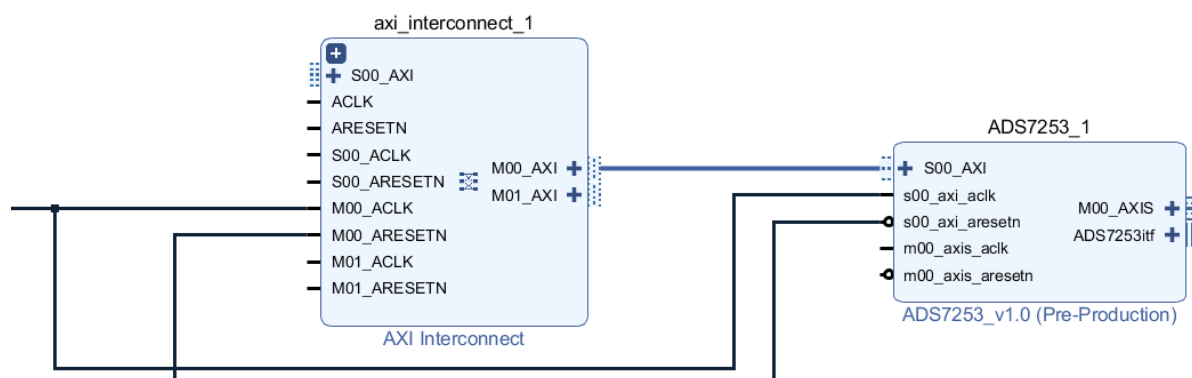 axi_interconnect_1
S00_AXI
ACLK
ARESETN
S00_ACLK
S00_ARESETN
M00_ACLK
M00_ARESETN
M01_ACLK
M01_ARESETN
M00_AXI
M01_AXI
AXI Interconnect
ADS7253_1
S00_AXI
s00_axi_aclk
s00_axi_aresetn
m00_axis_aclk
m00_axis_aresetn
M00_AXIS
ADS7253itf
ADS7253_v1.0 (Pre-Production)